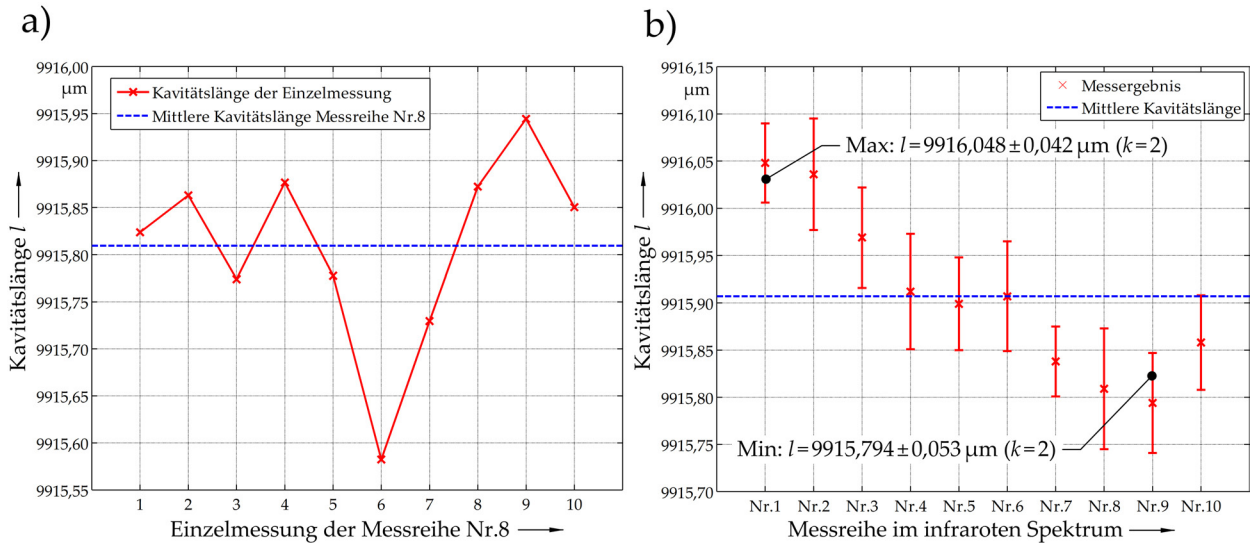 a)
9916,00
µm
9915,95
9915,90
9915,85
9915,80
9915,75
9915,70
9915,65
9915,60
9915,55
Kavitätslänge l
Kavitätslänge der Einzelmessung
Mittlere Kavitätslänge Messreihe Nr.8
1 2 3 4 5 6 7 8 9 10
Einzelmessung der Messreihe Nr.8
b)
9916,15
µm
9916,10
9916,05
9916,00
9915,95
9915,90
9915,85
9915,80
9915,75
9915,70
Kavitätslänge l
Messergebnis
Mittlere Kavitätslänge
Max: l = 9916,048 ± 0,042 µm (k=2)
Min: l = 9915,794 ± 0,053 µm (k=2)
Nr.1 Nr.2 Nr.3 Nr.4 Nr.5 Nr.6 Nr.7 Nr.8 Nr.9 Nr.10
Messreihe im infraroten Spektrum